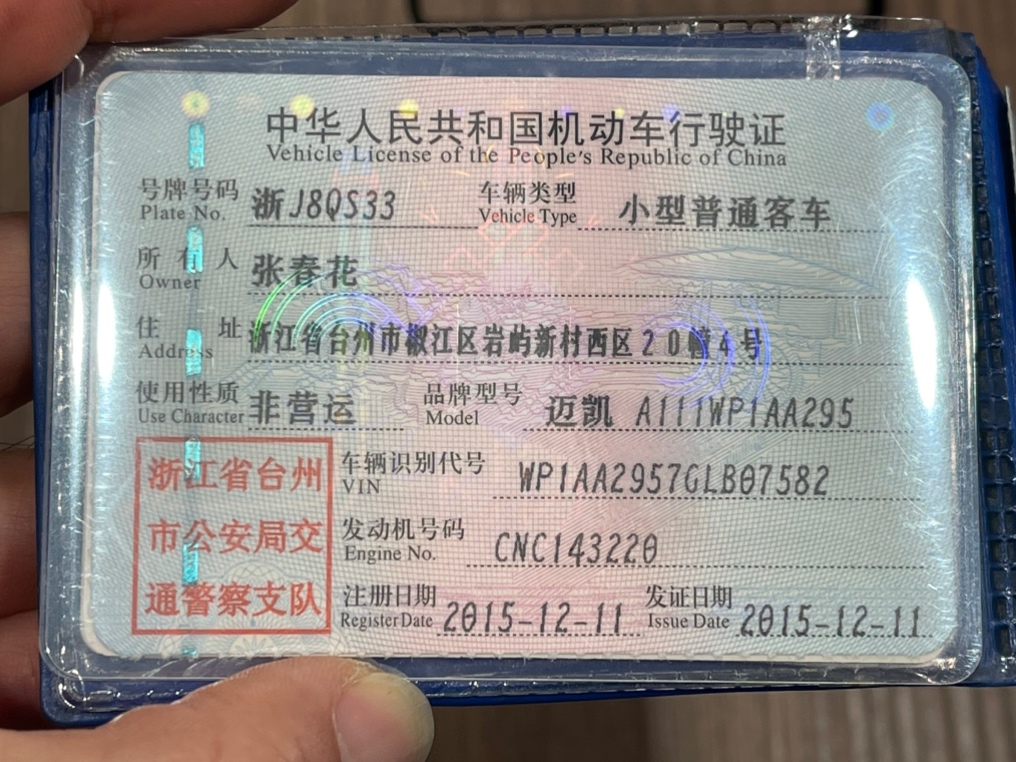 中华人民共和国机动车行驶证
Vehicle License of the People's Republic of China
号牌号码 浙J8QS33 车辆类型 小型普通客车
Plate No. Vehicle Type
所有人 张春花
Owner
住址 浙江省台州市椒江区岩屿新村西区20幢4号
Address
使用性质 非营运 品牌型号 迈凯 A111WP1AA295
Use Character Model
浙江省台州
市公安局交
通警察支队
车辆识别代号 WP1AA2957GLB07582
VIN
发动机号码 CNC143220
Engine No.
注册日期 2015-12-11 发证日期 2015-12-11
Register Date Issue Date